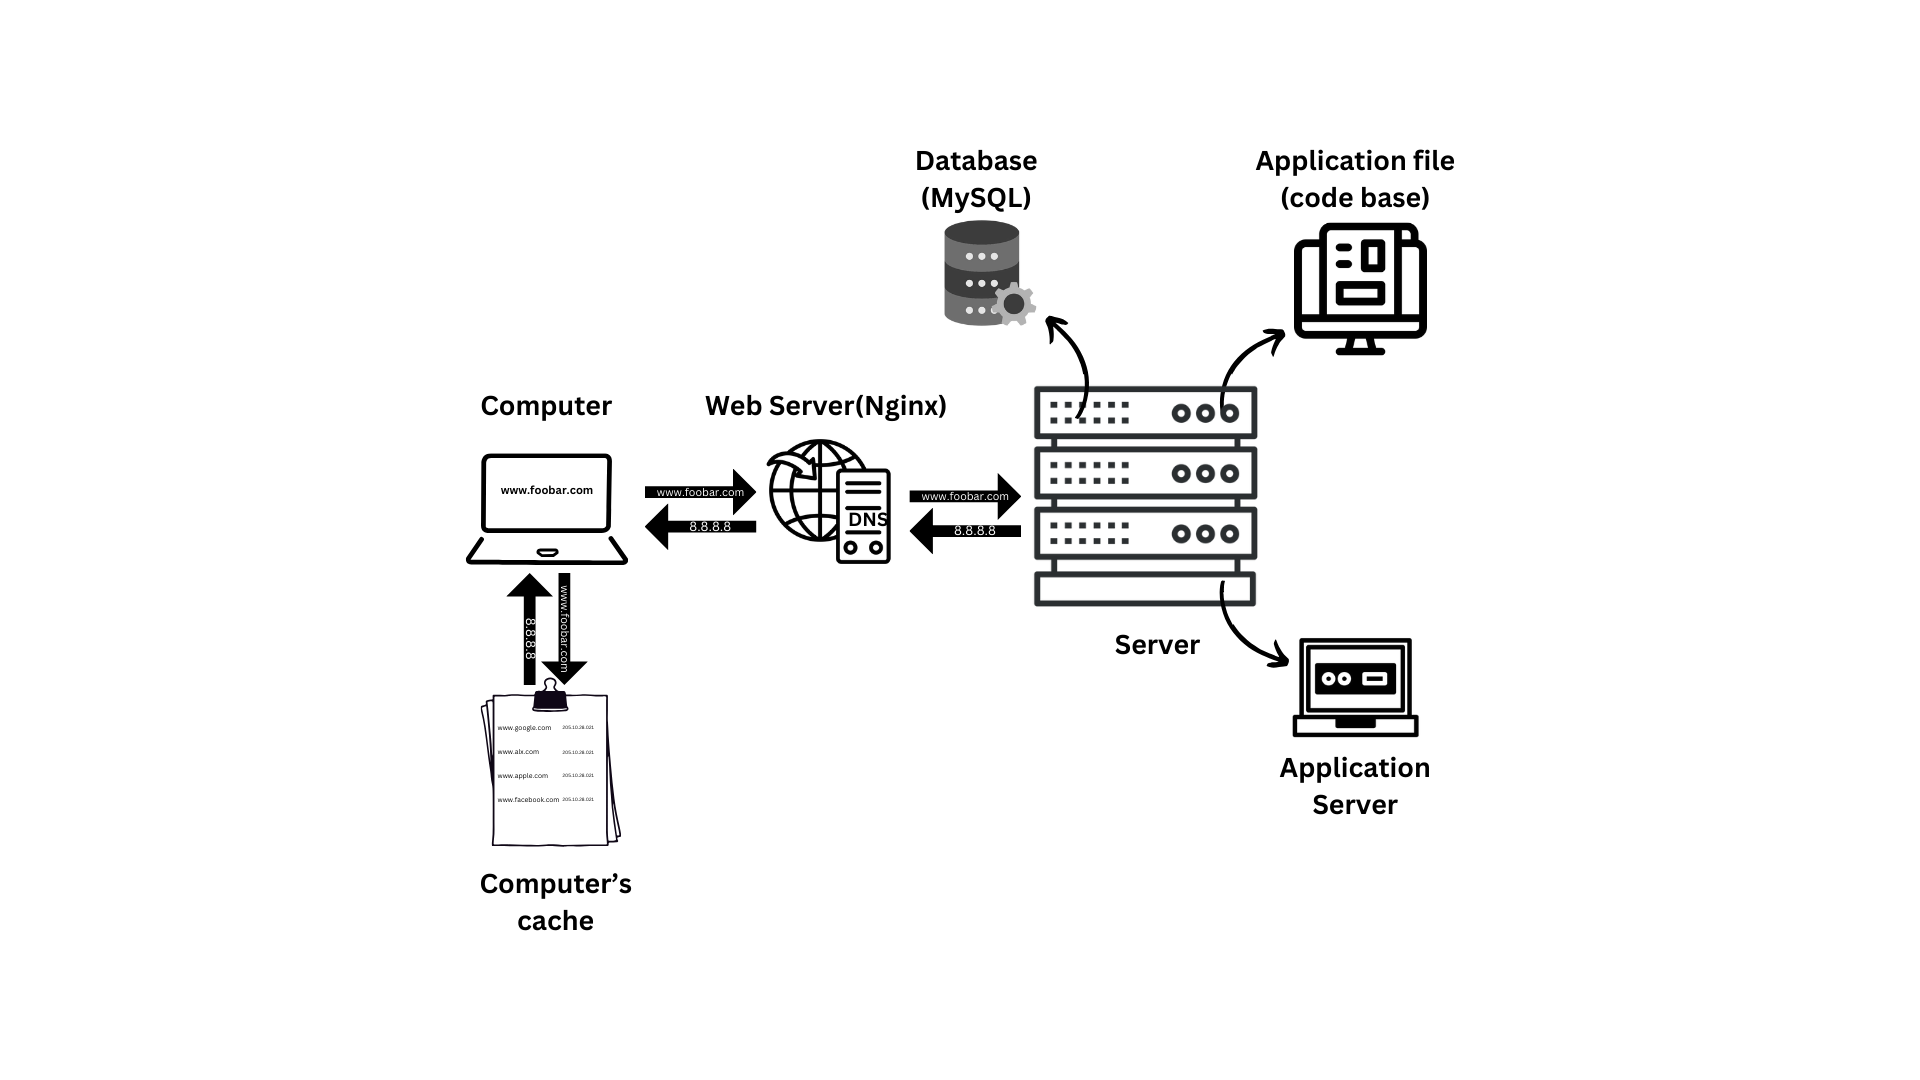 Database
(MySQL)
Application file
(code base)
Computer
Web Server(Nginx)
www.foobar.com
www.foobar.com
8.8.8.8
DNS
www.foobar.com
8.8.8.8
8.8.8.8
www.foobar.com
Server
Application
Server
www.google.com 205.10.28.021
www.alx.com 205.10.28.021
www.apple.com 205.10.28.021
www.facebook.com 205.10.28.021
Computer’s
cache